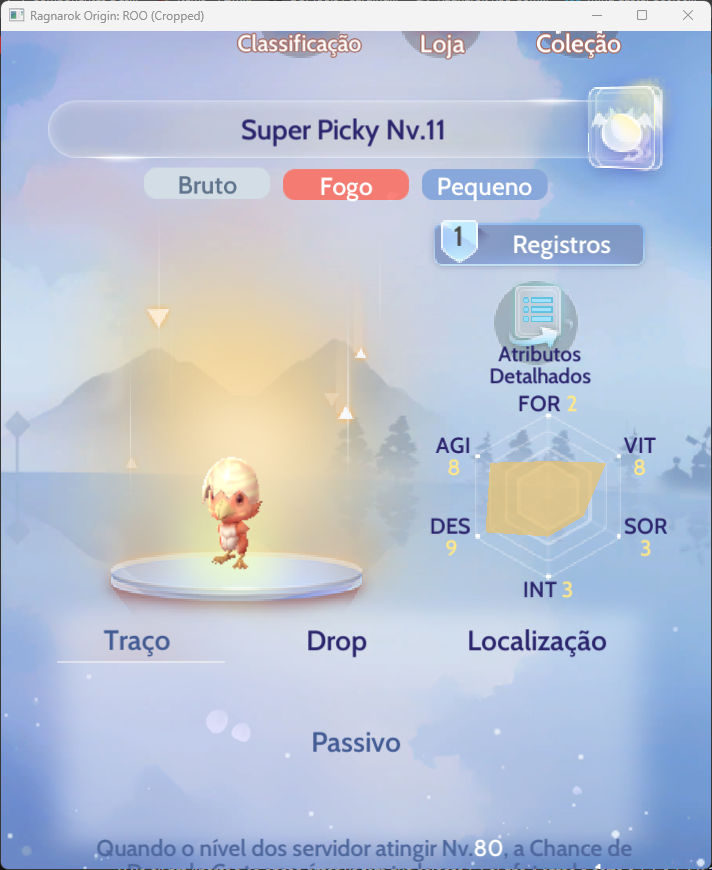 Ragnarok Origin: ROO (Cropped)
Classificação
Loja
Coleção
Super Picky Nv.11
Bruto
Fogo
Pequeno
1
Registros
Atributos
Detalhados
FOR 2
AGI
8
VIT
8
DES
9
SOR
3
INT 3
Traço
Drop
Localização
Passivo
Quando o nível dos servidor atingir Nv.80, a Chance de